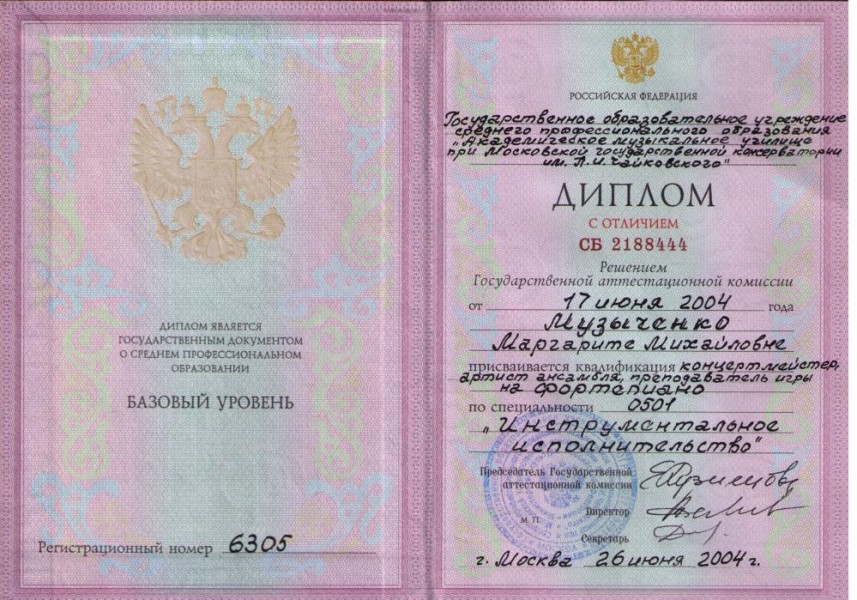 ДИПЛОМ ЯВЛЯЕТСЯ
ГОСУДАРСТВЕННЫМ ДОКУМЕНТОМ
О СРЕДНЕМ ПРОФЕССИОНАЛЬНОМ
ОБРАЗОВАНИИ
БАЗОВЫЙ УРОВЕНЬ
Регистрационный номер 6305
РОССИЙСКАЯ ФЕДЕРАЦИЯ
Государственное образовательное учреждение
среднего профессионального образования
"Академическое музыкальное училище
при Московской государственной консерватории
им. П.И. Чайковского"
ДИПЛОМ
С ОТЛИЧИЕМ
СБ 2188444
Решением
Государственной аттестационной комиссии
от 17 июня 2004 года
Музыченко
Маргарите Михайловне
присваивается квалификация концертмейстер,
артист ансамбля, преподаватель игры
на фортепиано
по специальности 0501
„Инструментальное
исполнительство"
Председатель Государственной
аттестационной комиссии
Директор
М. П.
Секретарь
г. Москва 26 июня 2004 г.